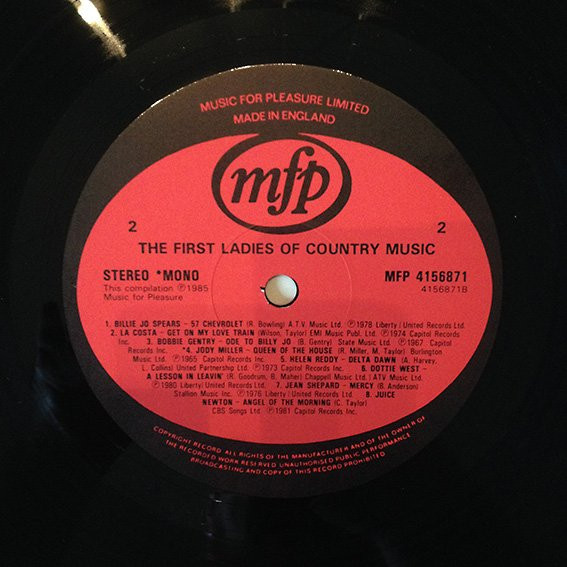 MUSIC FOR PLEASURE LIMITED
MADE IN ENGLAND
mfp
2 2
THE FIRST LADIES OF COUNTRY MUSIC
STEREO *MONO MFP 4156871
This compilation ℗1985 4156871B
Music for Pleasure
1. BILLIE JO SPEARS – 57 CHEVROLET (R. Bowling) A.T.V. Music Ltd. ℗1978 Liberty/United Records Ltd.
2. LA COSTA – GET ON MY LOVE TRAIN (Wilson, Taylor) EMI Music Publ. Ltd. ℗1974 Capitol Records
Inc. 3. BOBBIE GENTRY – ODE TO BILLY JO (B. Gentry) State Music Ltd. ℗1967 Capitol
Records Inc. *4. JODY MILLER – QUEEN OF THE HOUSE (R. Miller, M. Taylor) Burlington
Music Ltd. ℗1965 Capitol Records Inc. 5. HELEN REDDY – DELTA DAWN (A. Harvey,
L. Collins) United Partnership Ltd. ℗1973 Capitol Records Inc. 6. DOTTIE WEST –
A LESSON IN LEAVIN' (R. Goodrum, B. Maher) Chappell Music Ltd./ATV Music Ltd.
℗1980 Liberty/United Records Ltd. 7. JEAN SHEPARD – MERCY (B. Anderson)
Stallion Music Inc. ℗1976 Liberty/United Records Inc. 8. JUICE
NEWTON – ANGEL OF THE MORNING (C. Taylor)
CBS Songs Ltd. ℗1981 Capitol Records Inc.
COPYRIGHT RECORD. ALL RIGHTS OF THE MANUFACTURER AND OF THE OWNER OF
THE RECORDED WORK RESERVED. UNAUTHORISED PUBLIC PERFORMANCE
BROADCASTING AND COPY OF THIS RECORD PROHIBITED